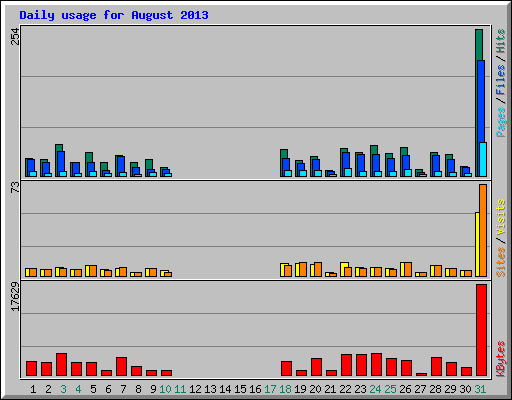 Daily usage for August 2013
254
73
17629
Pages/Files/Hits
Sites/Visits
KBytes
1 2 3 4 5 6 7 8 9 10 11 12 13 14 15 16 17 18 19 20 21 22 23 24 25 26 27 28 29 30 31